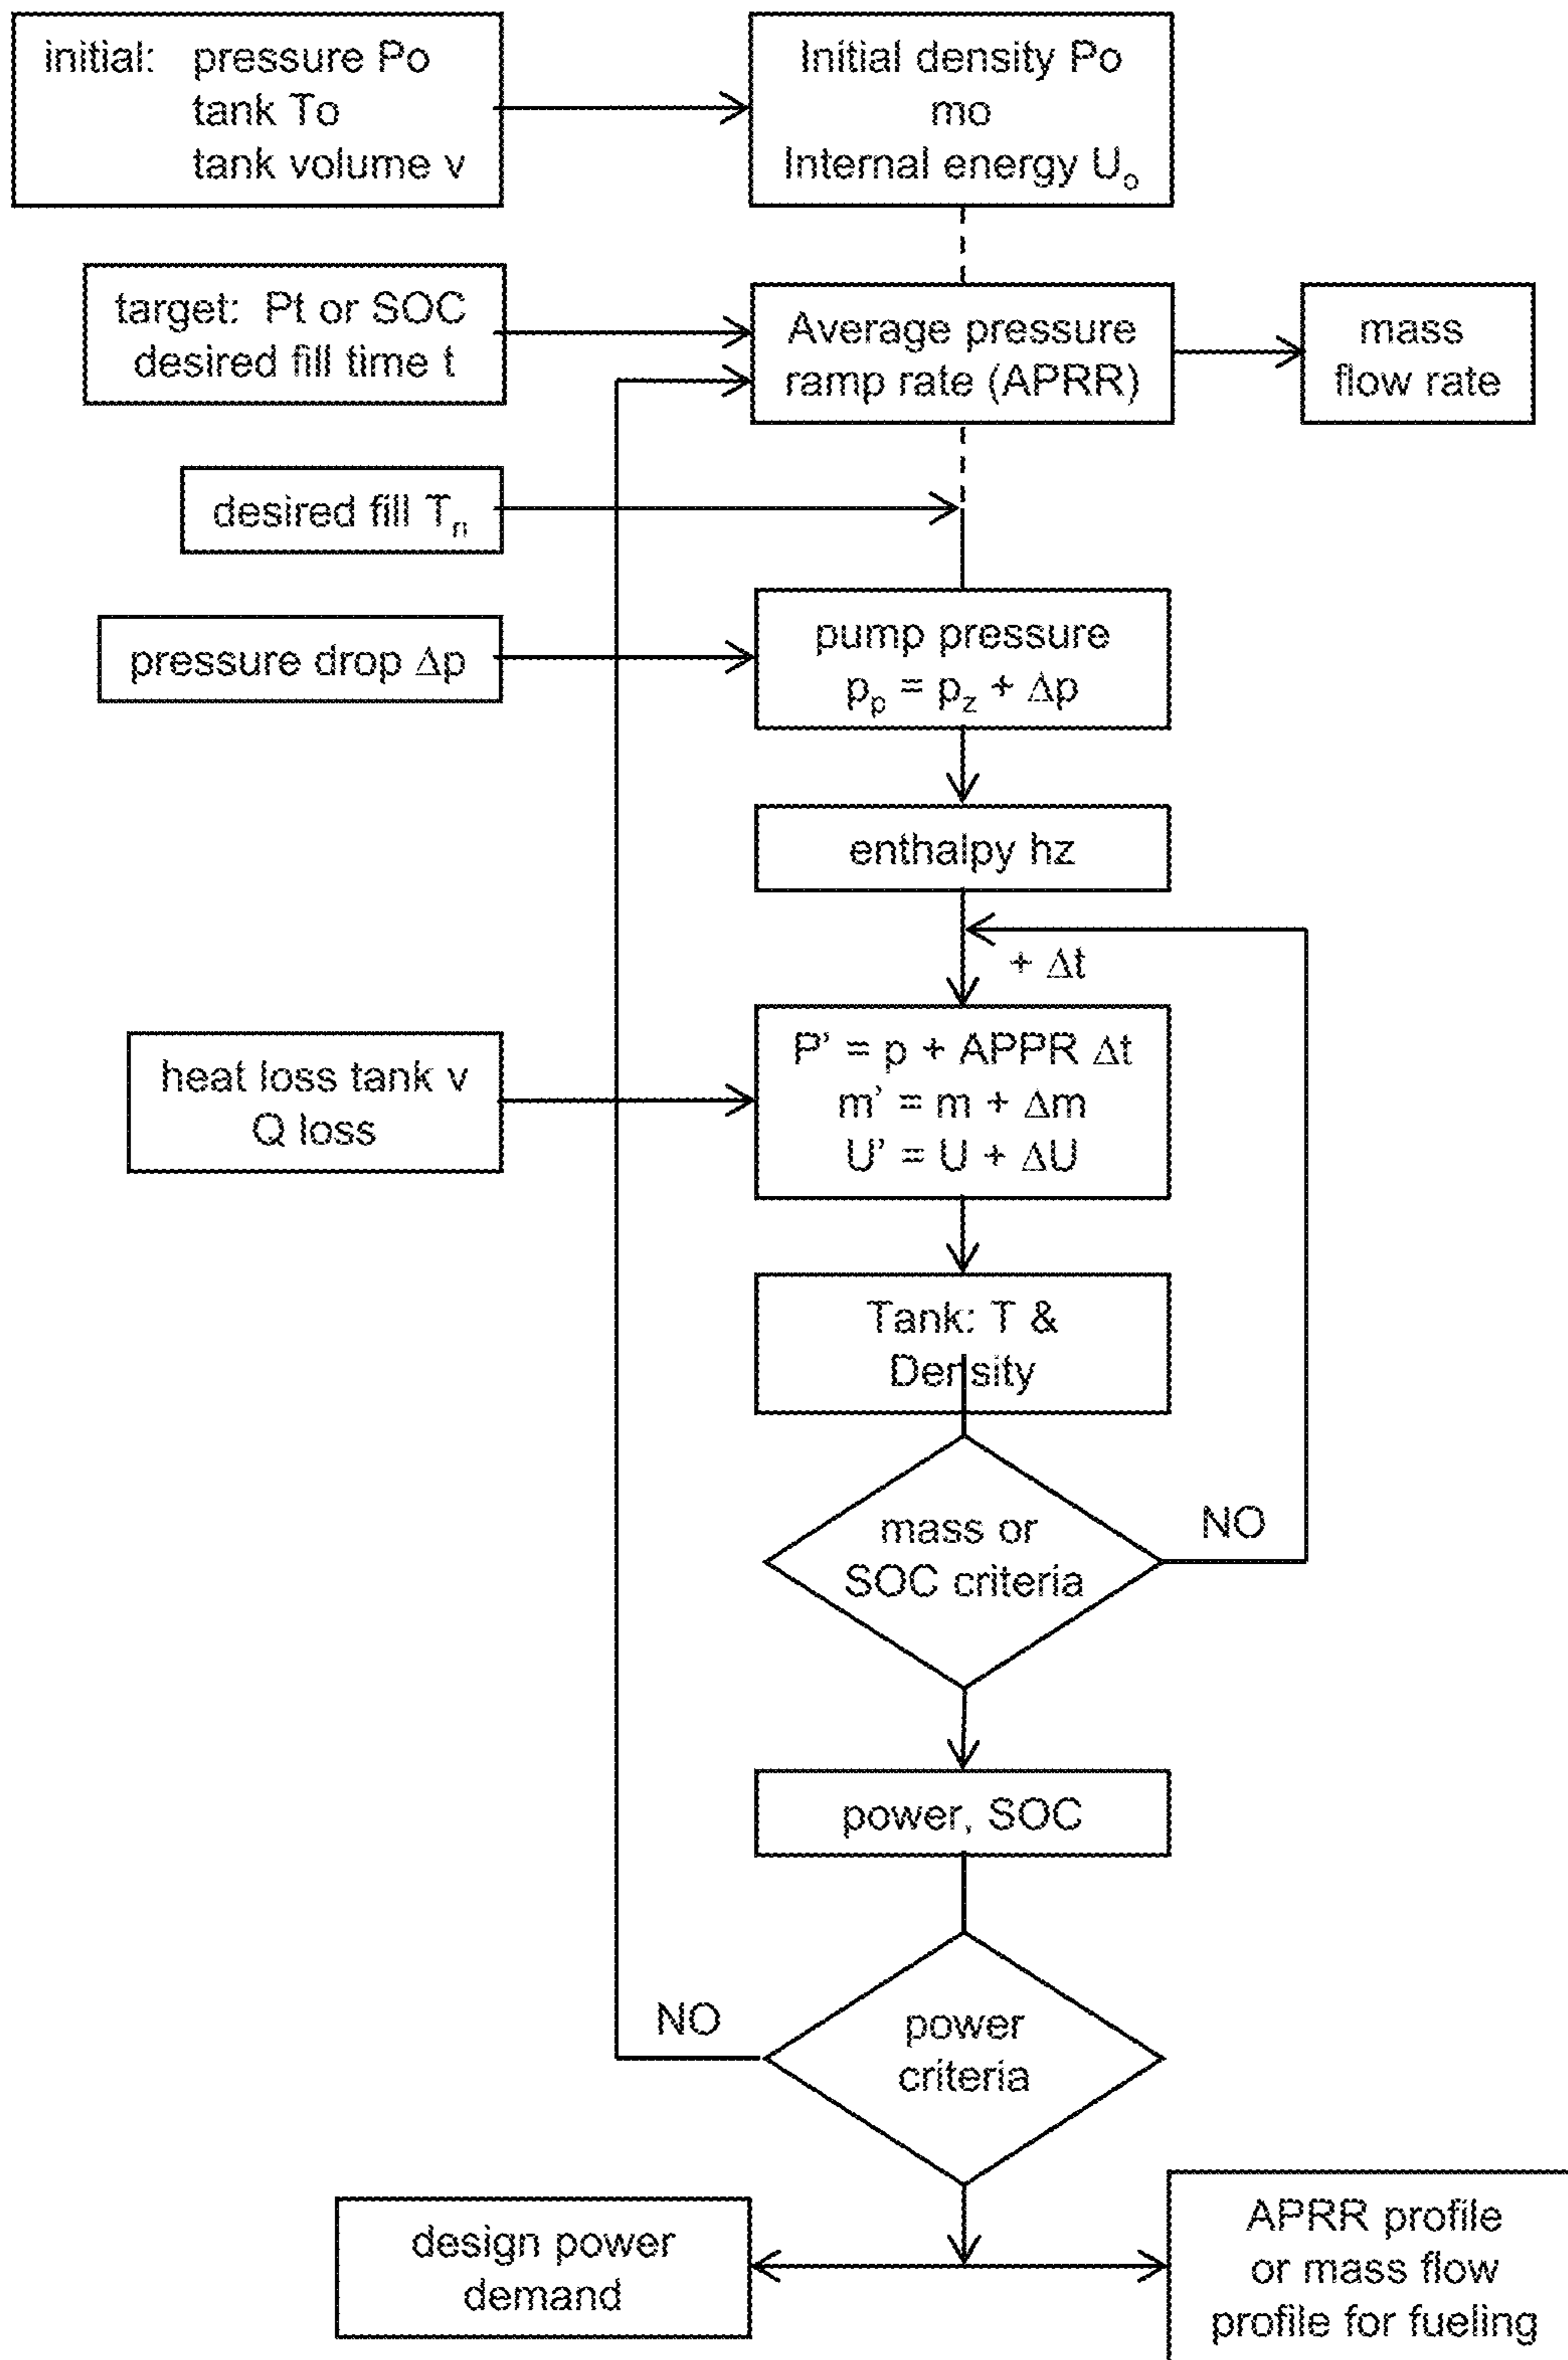 initial: pressure Po
tank To
tank volume v
Initial density Po
mo
Internal energy Uₒ
target: Pt or SOC
desired fill time t
Average pressure
ramp rate (APRR)
mass
flow rate
desired fill Tₙ
pressure drop Δp
pump pressure
pₚ = p_z + Δp
enthalpy hz
+ Δt
heat loss tank v
Q loss
P' = p + APPR Δt
m' = m + Δm
U' = U + ΔU
Tank: T &
Density
mass or
SOC criteria
NO
power, SOC
NO
power
criteria
design power
demand
APRR profile
or mass flow
profile for fueling